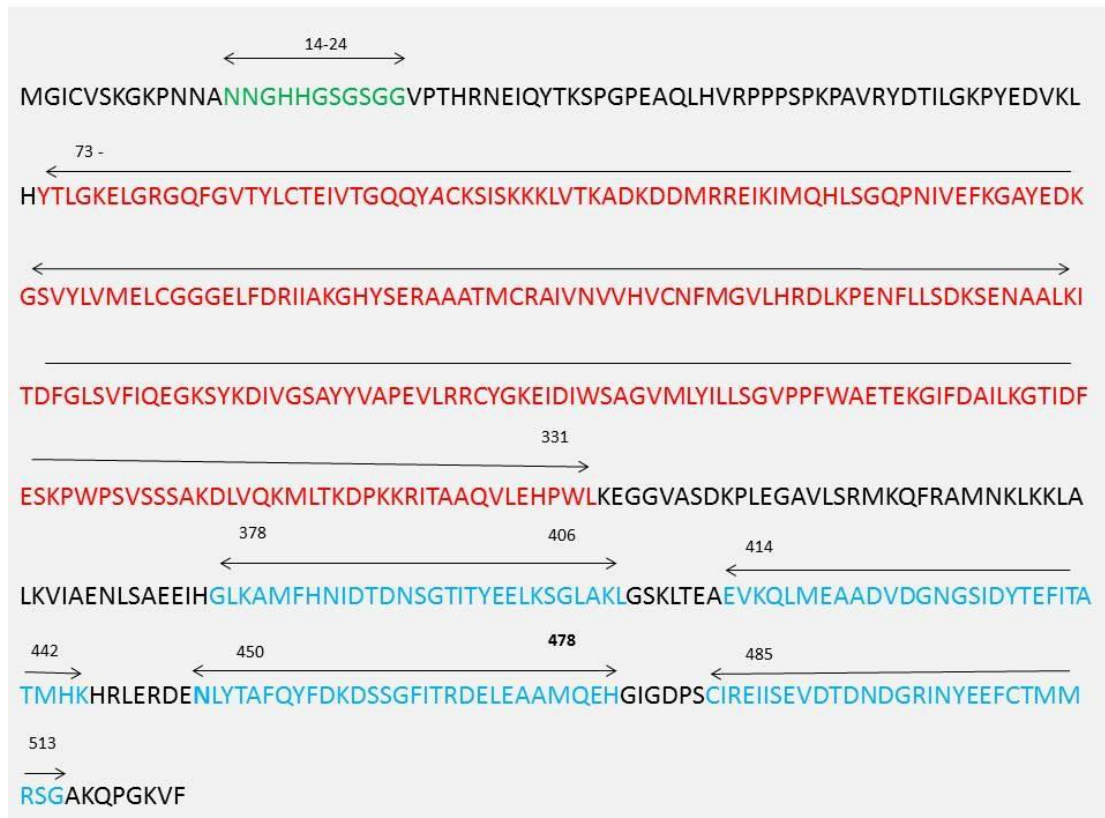 14-24
MGICVSKGKPNNANNGHHGSGSGGVPTHRNEIQYTKSPGPEAQLHVRPPPSPKPAVRYDTILGKPYEDVKL
73 -
HYTLGKELGRGQFGVTYLCTEIVTGQQYACKSISKKKLVTKADKDDMRREIKIMQHLSGQPNIVEFKGAYEDK
GSVYLVMELCGGGELFDRIIAKGHYSERAAATMCRAIVNVVHVCNFMGVLHRDLKPENFLLSDKSENAALKI
TDFGLSVFIQEGKSYKDIVGSAYYVAPEVLRRCYGKEIDIWSAGVMLYILLSGVPPFWAETEKGIFDAILKGTIDF
331
ESKPWPSVSSSAKDLVQKMLTKDPKKRITAAQVLEHPWLKEGGVASDKPLEGAVLSRMKQFRAMNKLKKLA
378 406 414
LKVIAENLSAEEIHGLKAMFHNIDTDNSGTITYEELKSGLAKLGSKLTEAEVKQLMEAADVDGNGSIDYTEFITA
442 450 478 485
TMHKHRLERDENLYTAFQYFDKDSSGFITRDELEAAMQEHGIGDPSCIREIISEVDTDNDGRINYEEFCTMM
513
RSGAKQPGKVF